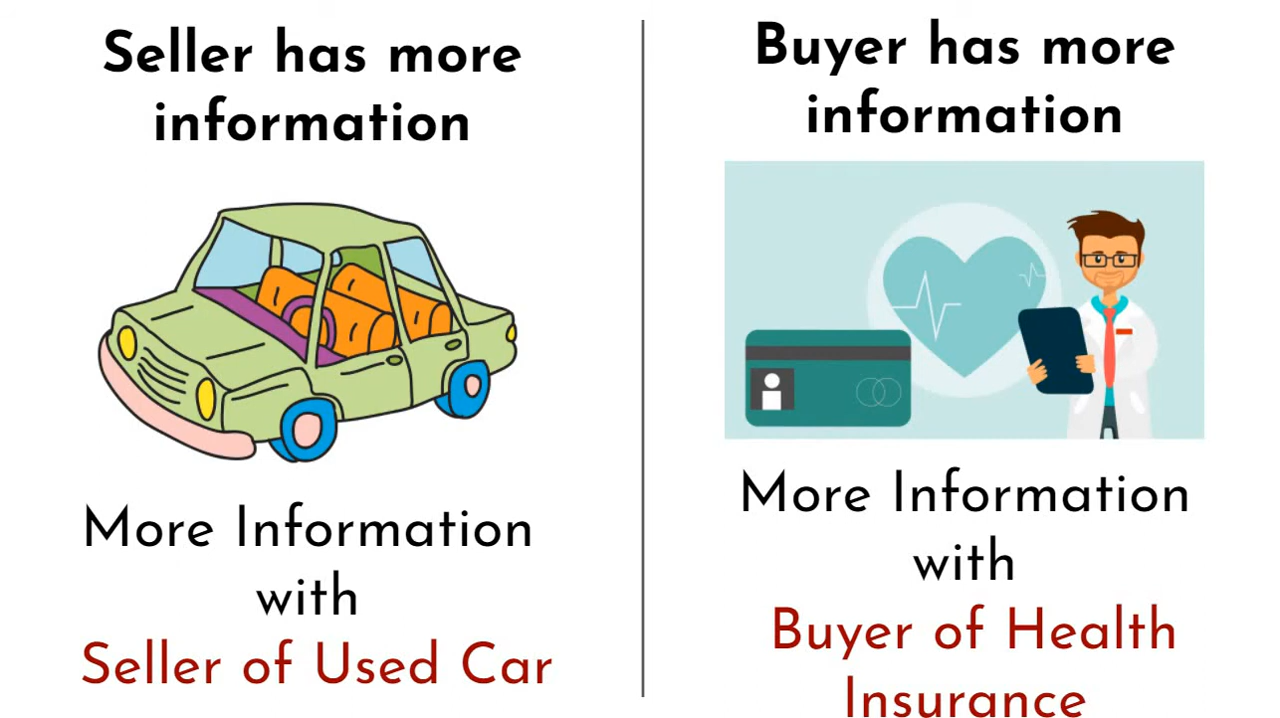 Seller has more
information
More Information
with
Seller of Used Car
Buyer has more
information
More Information
with
Buyer of Health
Insurance